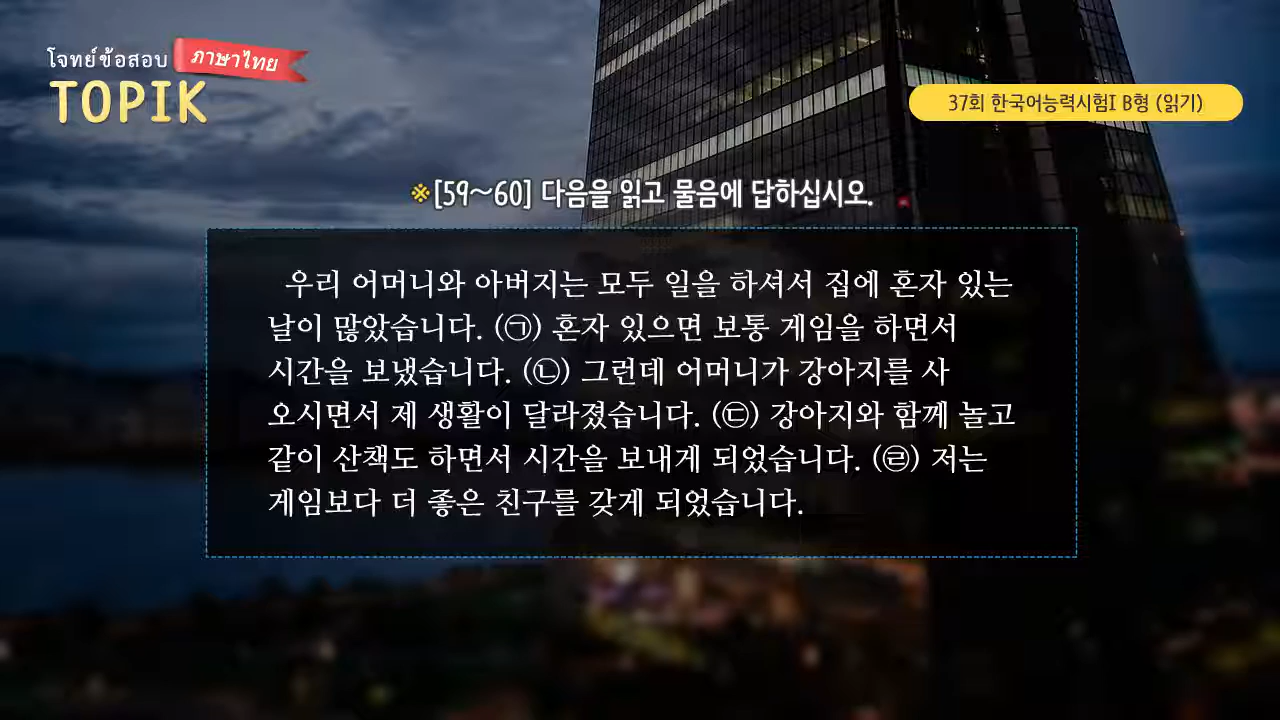 โจทย์ข้อสอบ ภาษาไทย
TOPIK
37회 한국어능력시험I B형 (읽기)
※[59~60] 다음을 읽고 물음에 답하십시오.
우리 어머니와 아버지는 모두 일을 하셔서 집에 혼자 있는
날이 많았습니다. (㉠) 혼자 있으면 보통 게임을 하면서
시간을 보냈습니다. (㉡) 그런데 어머니가 강아지를 사
오시면서 제 생활이 달라졌습니다. (㉢) 강아지와 함께 놀고
같이 산책도 하면서 시간을 보내게 되었습니다. (㉣) 저는
게임보다 더 좋은 친구를 갖게 되었습니다.